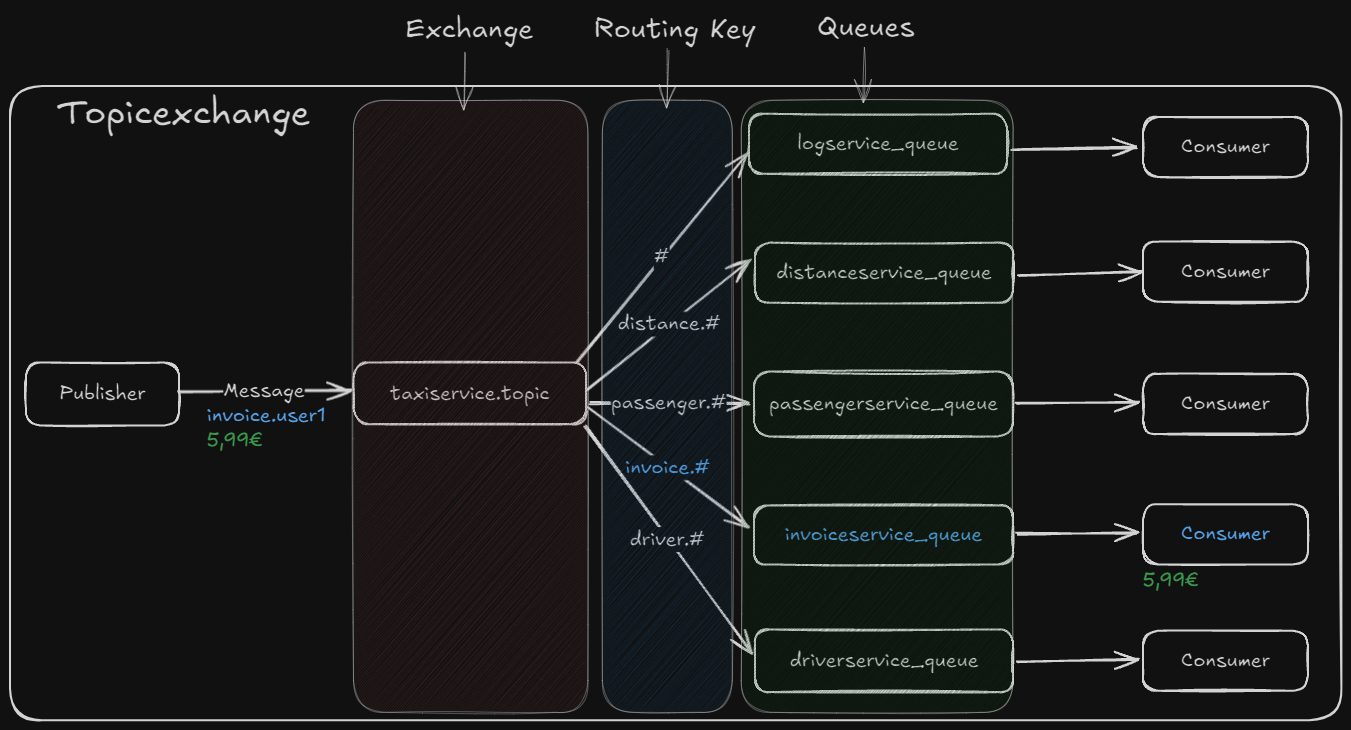 Exchange
Routing Key
Queues
Topicexchange
logservice_queue
Consumer
#
distanceservice_queue
Consumer
distance.#
Publisher
Message
invoice.user1
5,99€
taxiservice.topic
passenger.#
passengerservice_queue
Consumer
invoice.#
invoiceservice_queue
Consumer
5,99€
driver.#
driverservice_queue
Consumer